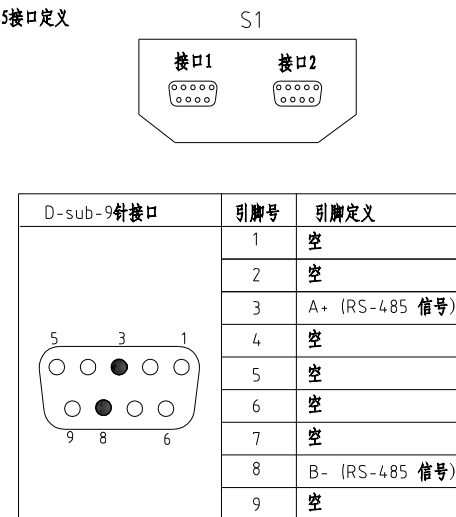 5接口定义
S1
接口1 接口2
D-sub-9针接口 引脚号 引脚定义
1 空
2 空
3 A+ (RS-485 信号)
4 空
5 空
6 空
7 空
8 B- (RS-485 信号)
9 空
5 3 1
9 8 6